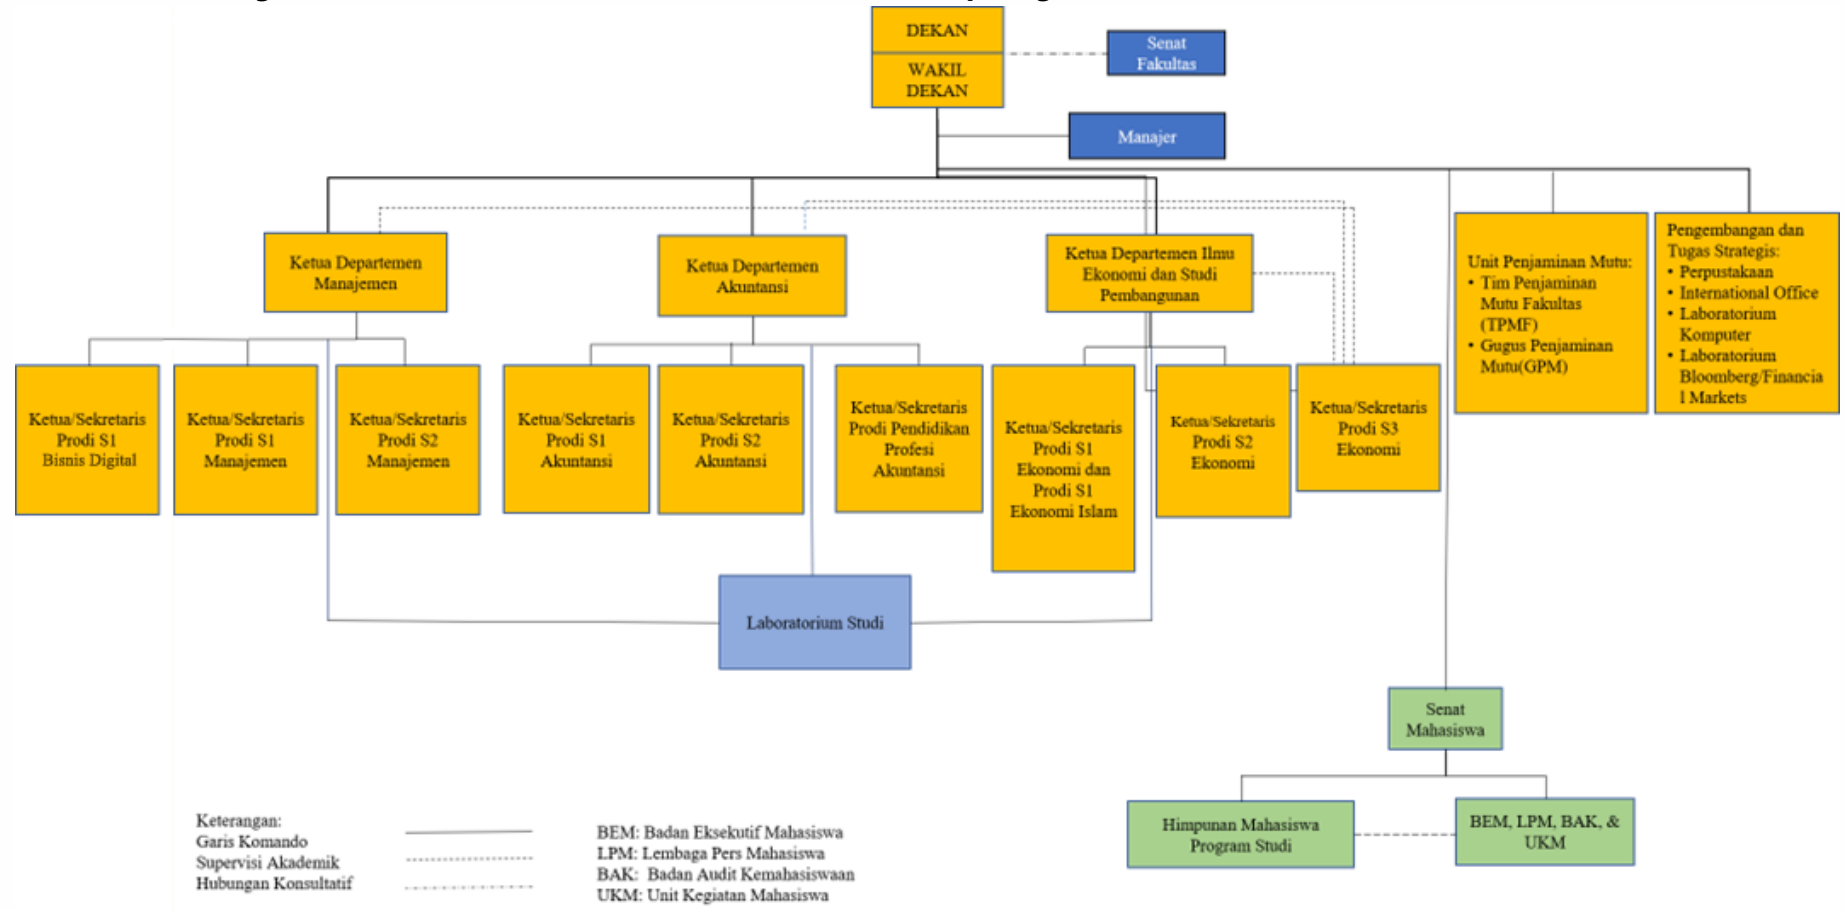 DEKAN
WAKIL
DEKAN
Senat
Fakultas
Manajer
Ketua Departemen
Manajemen
Ketua Departemen
Akuntansi
Ketua Departemen Ilmu
Ekonomi dan Studi
Pembangunan
Unit Penjaminan Mutu:
• Tim Penjaminan
Mutu Fakultas
(TPMF)
• Gugus Penjaminan
Mutu(GPM)
Pengembangan dan
Tugas Strategis:
• Perpustakaan
• International Office
• Laboratorium
Komputer
• Laboratorium
Bloomberg/Financia
l Markets
Ketua/Sekretaris
Prodi S1
Bisnis Digital
Ketua/Sekretaris
Prodi S1
Manajemen
Ketua/Sekretaris
Prodi S2
Manajemen
Ketua/Sekretaris
Prodi S1
Akuntansi
Ketua/Sekretaris
Prodi S2
Akuntansi
Ketua/Sekretaris
Prodi Pendidikan
Profesi
Akuntansi
Ketua/Sekretaris
Prodi S1
Ekonomi dan
Prodi S1
Ekonomi Islam
Ketua/Sekretaris
Prodi S2
Ekonomi
Ketua/Sekretaris
Prodi S3
Ekonomi
Laboratorium Studi
Senat
Mahasiswa
Himpunan Mahasiswa
Program Studi
BEM, LPM, BAK, &
UKM
Keterangan:
Garis Komando
Supervisi Akademik
Hubungan Konsultatif
BEM: Badan Eksekutif Mahasiswa
LPM: Lembaga Pers Mahasiswa
BAK: Badan Audit Kemahasiswaan
UKM: Unit Kegiatan Mahasiswa